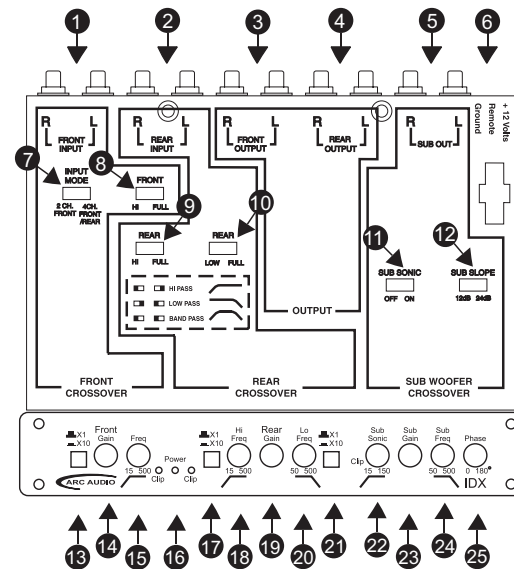 1 2 3 4 5 6
R L R L R L R L R L
FRONT INPUT
REAR INPUT
FRONT OUTPUT
REAR OUTPUT
SUB OUT
+ 12 Volts
Remote
Ground
7
INPUT MODE
2 CH. FRONT
4CH. FRONT /REAR
8
FRONT
HI FULL
9
REAR
HI FULL
10
REAR
LOW FULL
11
SUB SONIC
OFF ON
12
SUB SLOPE
12dB 24dB
HI PASS
LOW PASS
BAND PASS
OUTPUT
FRONT CROSSOVER
REAR CROSSOVER
SUB WOOFER CROSSOVER
X1
X10
Front Gain
Freq
15 500
Clip
Power
Clip
X1
X10
Hi Freq
15 500
Rear Gain
Lo Freq
50 500
X1
X10
Clip
Sub Sonic
15 150
Sub Gain
Sub Freq
50 500
Phase
0 180°
ARC AUDIO
IDX
13 14 15 16 17 18 19 20 21 22 23 24 25